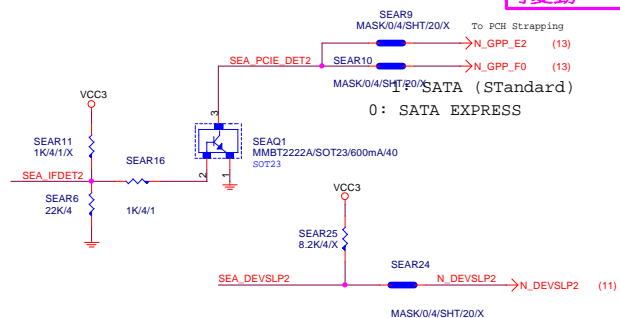 SEAR9
MASK/0/4/SHT/20/X
To PCH Strapping
N_GPP_E2 (13)
SEA_PCIE_DET2
SEAR10
N_GPP_F0 (13)
MASK/0/4/SHT/20/X
1: SATA (STandard)
0: SATA EXPRESS
VCC3
3
SEAR11
1K/4/1/X
SEAQ1
MMBT2222A/SOT23/600mA/40
SOT23
SEAR16
SEA_IFDET2
2
1
SEAR6
22K/4
1K/4/1
VCC3
SEAR25
8.2K/4/X
SEAR24
SEA_DEVSLP2
N_DEVSLP2
N_DEVSLP2 (11)
MASK/0/4/SHT/20/X